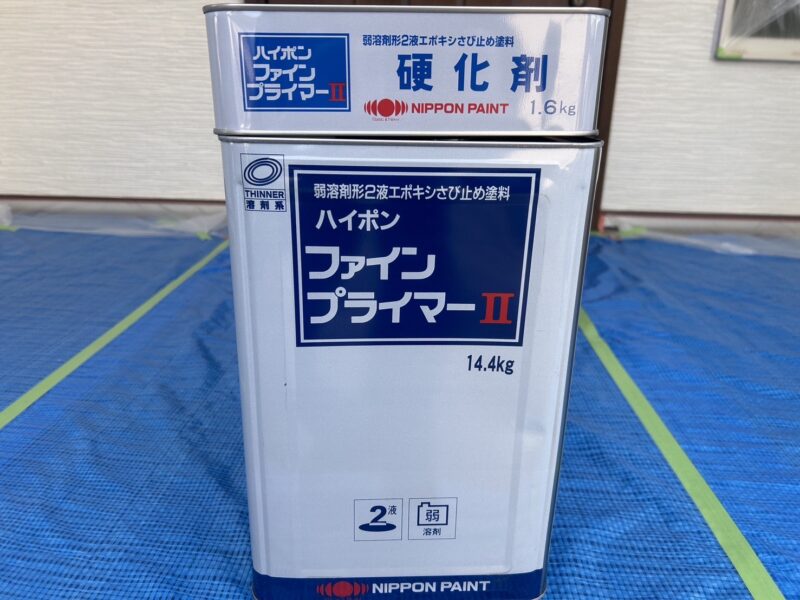 ハイポン
ファイン
プライマーⅡ
弱溶剤形2液エポキシさび止め塗料
硬化剤
NIPPON PAINT
1.6kg
THINNER
溶剤系
弱溶剤形2液エポキシさび止め塗料
ハイポン
ファイン
プライマーⅡ
14.4kg
2液
弱
溶剤
NIPPON PAINT